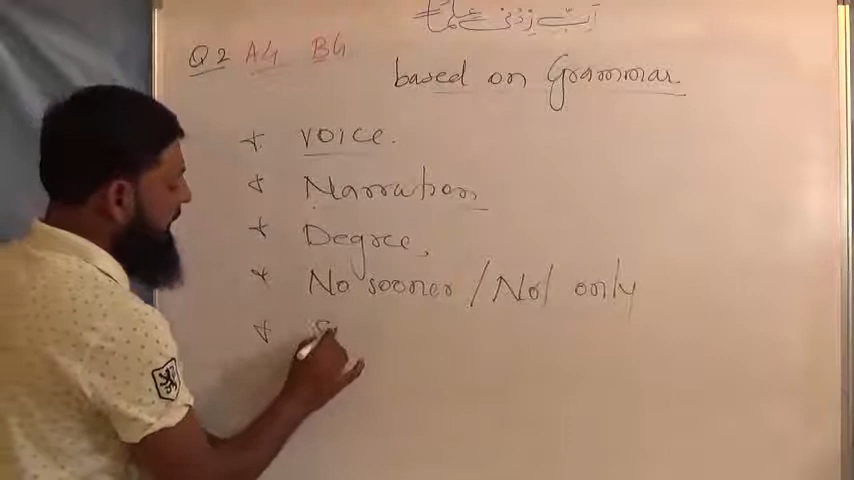 رَبِّ زِدْنِي عِلْمًا
Q2 A4 B4
based on Grammar
* Voice.
* Narration
* Degree,
* No sooner / Not only
*